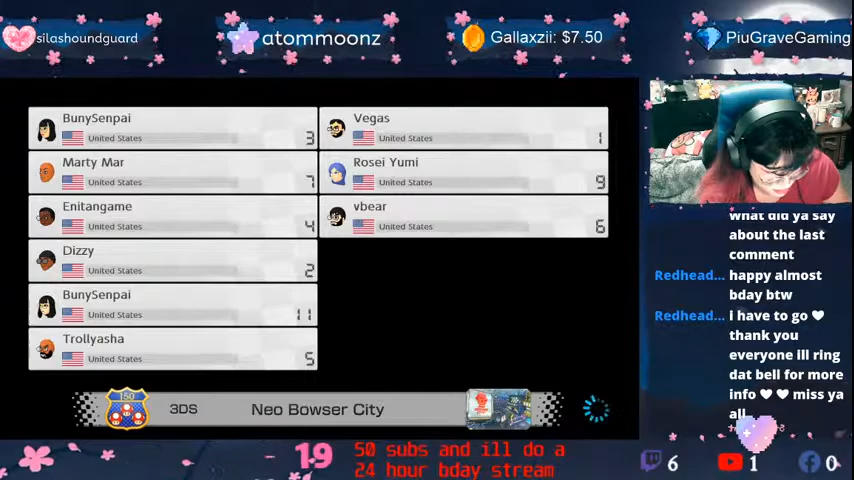 silashoundguard
atommoonz
Gallaxzii: $7.50
PiuGraveGaming
BunySenpai
United States
3
Vegas
United States
1
Marty Mar
United States
7
Rosei Yumi
United States
9
Enitangame
United States
4
vbear
United States
6
Dizzy
United States
2
BunySenpai
United States
11
Trollyasha
United States
5
150
3DS
Neo Bowser City
what did ya say
about the last
comment
Redhead... happy almost
bday btw
Redhead... i have to go ♥
thank you
everyone ill ring
dat bell for more
info ♥ ♥ miss ya
all
19
50 subs and ill do a
24 hour bday stream
6
1
0